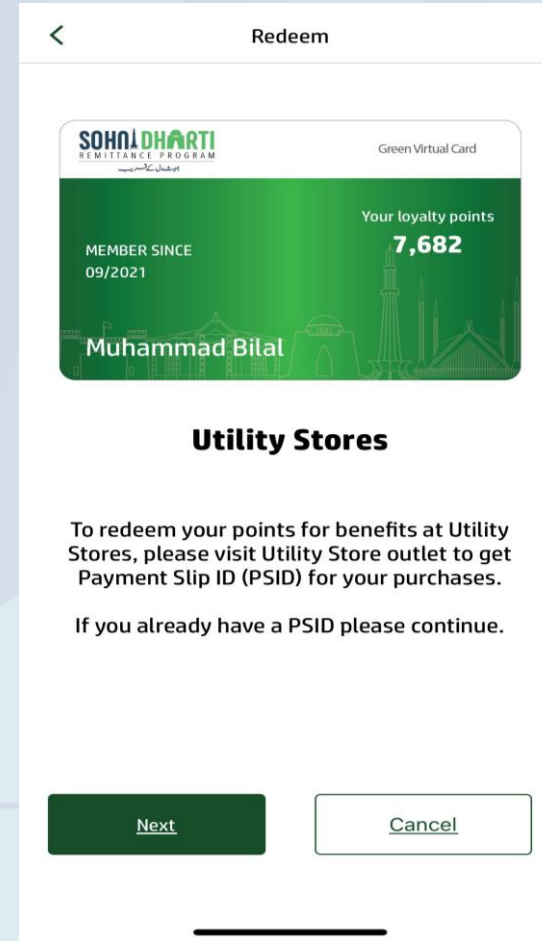 Redeem
SOHNI DHARTI
REMITTANCE PROGRAM
Green Virtual Card
Your loyalty points
7,682
MEMBER SINCE
09/2021
Muhammad Bilal
Utility Stores
To redeem your points for benefits at Utility
Stores, please visit Utility Store outlet to get
Payment Slip ID (PSID) for your purchases.
If you already have a PSID please continue.
Next
Cancel